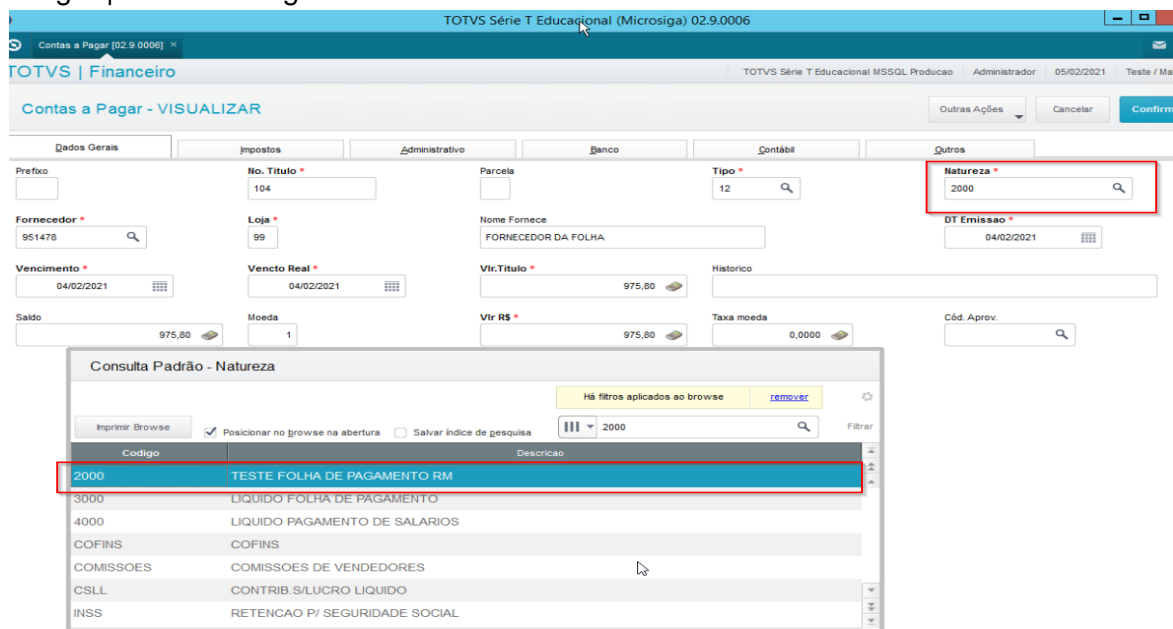 TOTVS Série T Educacional (Microsiga) 02.9.0006
Contas a Pagar [02.9.0006] ×
TOTVS | Financeiro
TOTVS Série T Educacional MSSQL Producao Administrador 05/02/2021 Teste / Ma
Contas a Pagar - VISUALIZAR
Outras Ações Cancelar Confirm
Dados Gerais Impostos Administrativo Banco Contábil Outros
Prefixo No. Titulo * Parcela Tipo * Natureza *
104 12 2000
Fornecedor * Loja * Nome Fornece DT Emissao *
951478 99 FORNECEDOR DA FOLHA 04/02/2021
Vencimento * Vencto Real * Vlr.Titulo * Historico
04/02/2021 04/02/2021 975,80
Saldo Moeda Vlr R$ * Taxa moeda Cód. Aprov.
975,80 1 975,80 0,0000
Consulta Padrão - Natureza
Há filtros aplicados ao browse remover
Imprimir Browse Posicionar no browse na abertura Salvar índice de pesquisa 2000 Filtrar
Codigo Descricao
2000 TESTE FOLHA DE PAGAMENTO RM
3000 LIQUIDO FOLHA DE PAGAMENTO
4000 LIQUIDO PAGAMENTO DE SALARIOS
COFINS COFINS
COMISSOES COMISSOES DE VENDEDORES
CSLL CONTRIB.S/LUCRO LIQUIDO
INSS RETENCAO P/ SEGURIDADE SOCIAL